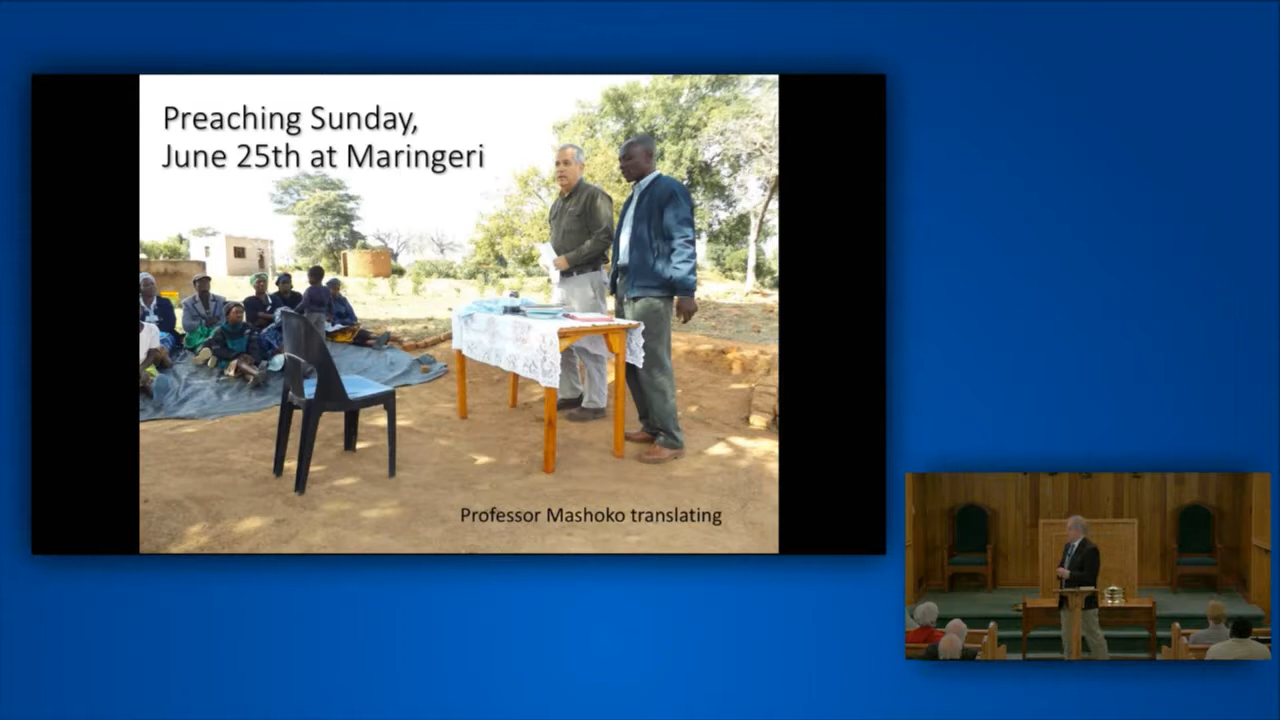 Preaching Sunday,
June 25th at Maringeri
Professor Mashoko translating